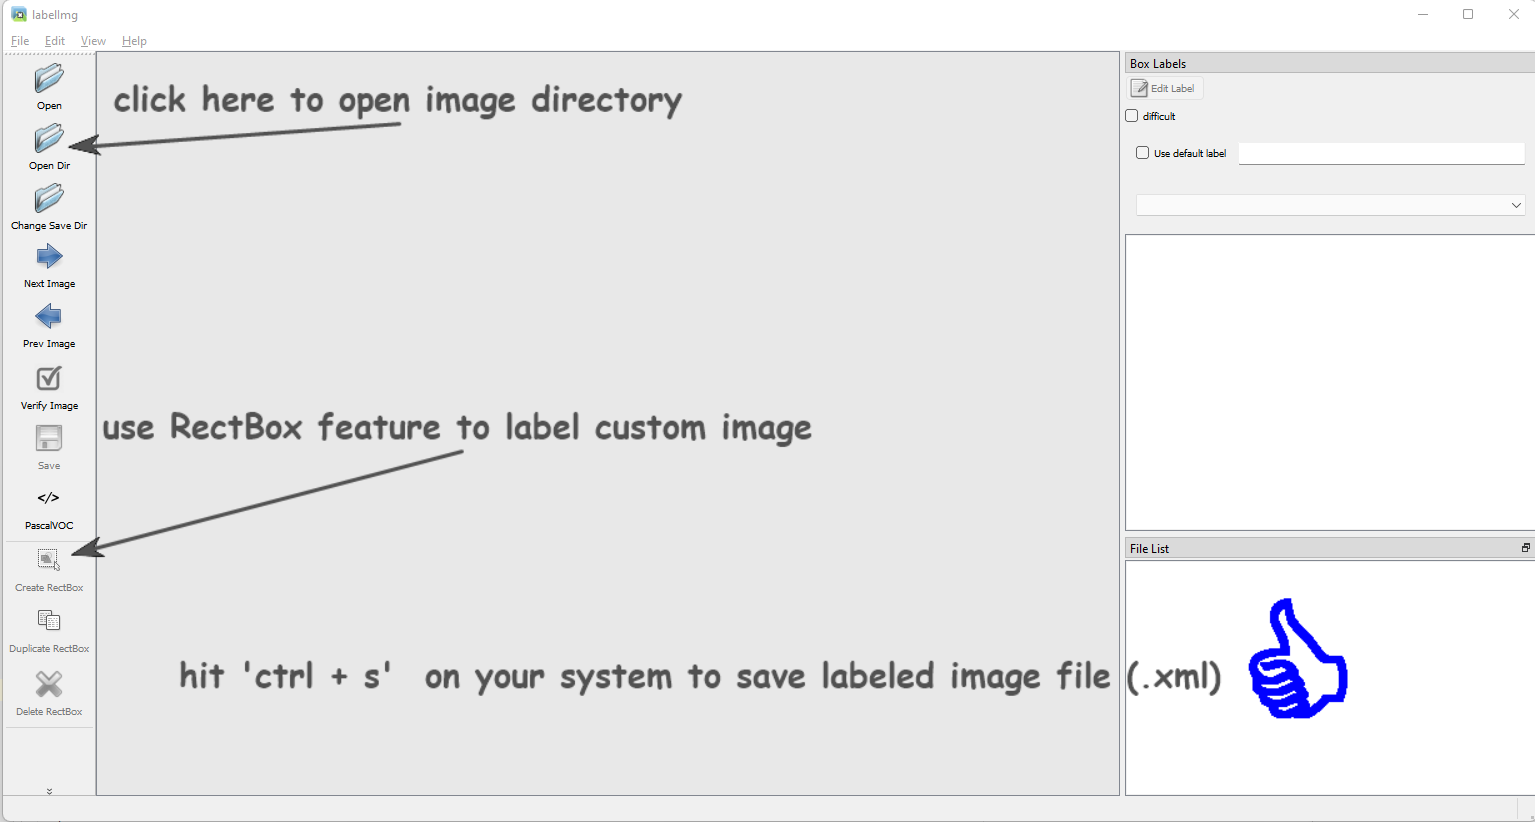 labelImg
File Edit View Help
Open
click here to open image directory
Open Dir
Change Save Dir
Next Image
Prev Image
Verify Image
use RectBox feature to label custom image
Save
</>
PascalVOC
Create RectBox
Duplicate RectBox
hit 'ctrl + s' on your system to save labeled image file (.xml)
Delete RectBox
Box Labels
Edit Label
difficult
Use default label
File List